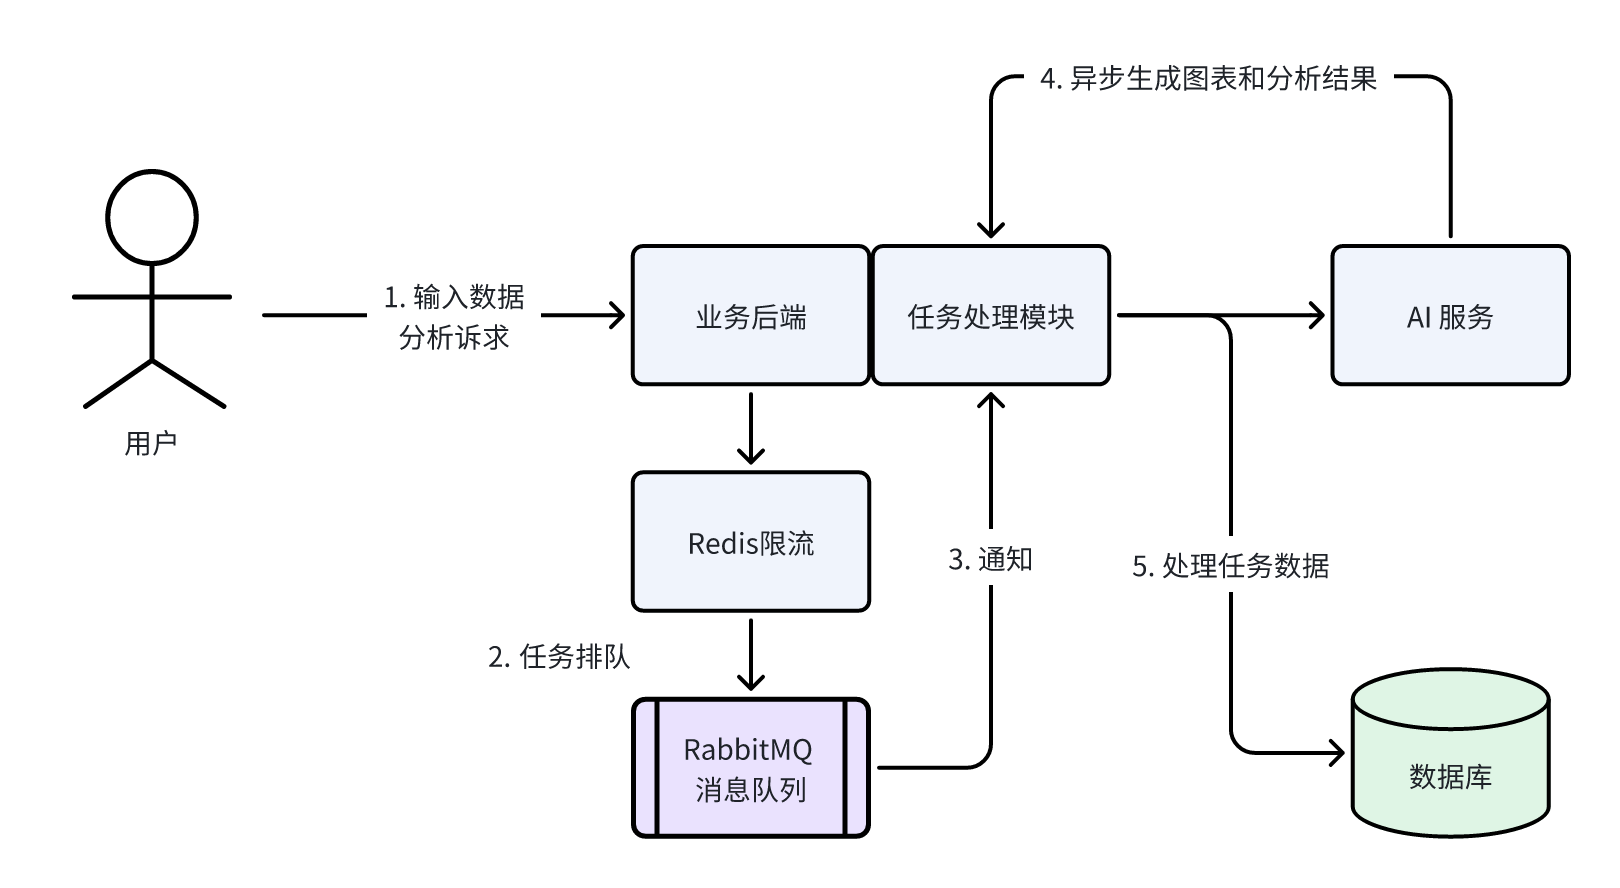 4. 异步生成图表和分析结果
1. 输入数据
分析诉求
业务后端
任务处理模块
AI 服务
用户
Redis限流
3. 通知
5. 处理任务数据
2. 任务排队
RabbitMQ
消息队列
数据库